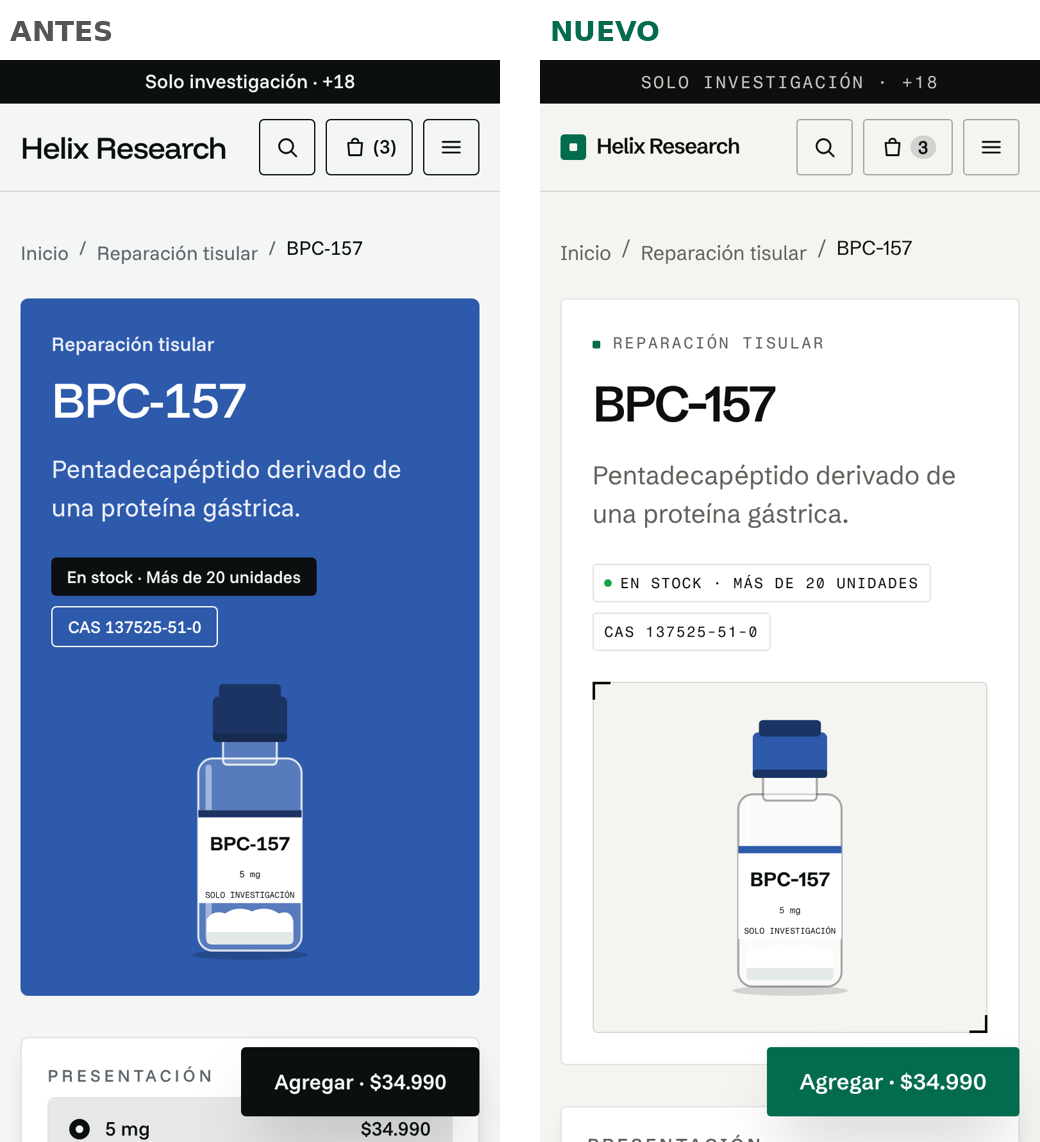 ANTES
Solo investigación · +18
Helix Research
(3)
Inicio / Reparación tisular / BPC-157
Reparación tisular
BPC-157
Pentadecapéptido derivado de
una proteína gástrica.
En stock · Más de 20 unidades
CAS 137525-51-0
BPC-157
5 mg
SOLO INVESTIGACIÓN
PRESENTACIÓN
Agregar · $34.990
5 mg
$34.990
NUEVO
SOLO INVESTIGACIÓN · +18
Helix Research
3
Inicio / Reparación tisular / BPC-157
REPARACIÓN TISULAR
BPC-157
Pentadecapéptido derivado de
una proteína gástrica.
EN STOCK · MÁS DE 20 UNIDADES
CAS 137525-51-0
BPC-157
5 mg
SOLO INVESTIGACIÓN
Agregar · $34.990
PRESENTACIÓN